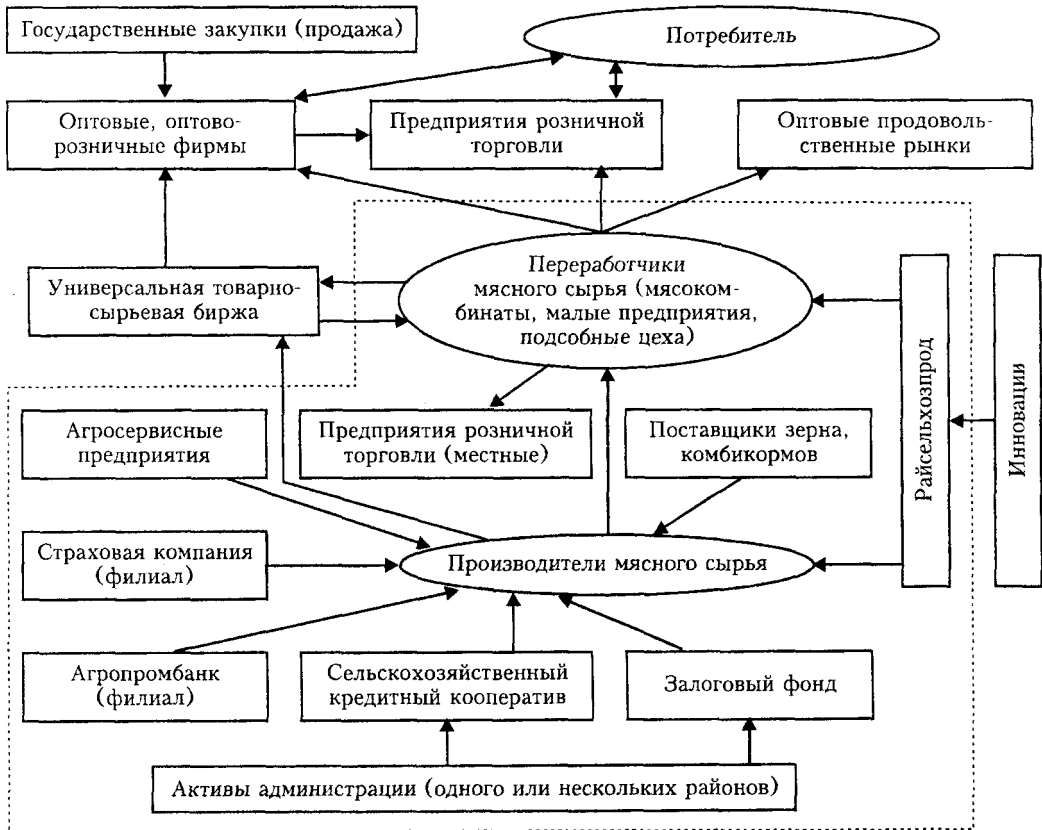 Государственные закупки (продажа)
Потребитель
Оптовые, оптово-
розничные фирмы
Предприятия розничной
торговли
Оптовые продоволь-
ственные рынки
Универсальная товарно-
сырьевая биржа
Переработчики
мясного сырья (мясоком-
бинаты, малые предприятия,
подсобные цеха)
Райсельхозпрод
Инновации
Агросервисные
предприятия
Предприятия розничной
торговли (местные)
Поставщики зерна,
комбикормов
Страховая компания
(филиал)
Производители мясного сырья
Агропромбанк
(филиал)
Сельскохозяйственный
кредитный кооператив
Залоговый фонд
Активы администрации (одного или нескольких районов)